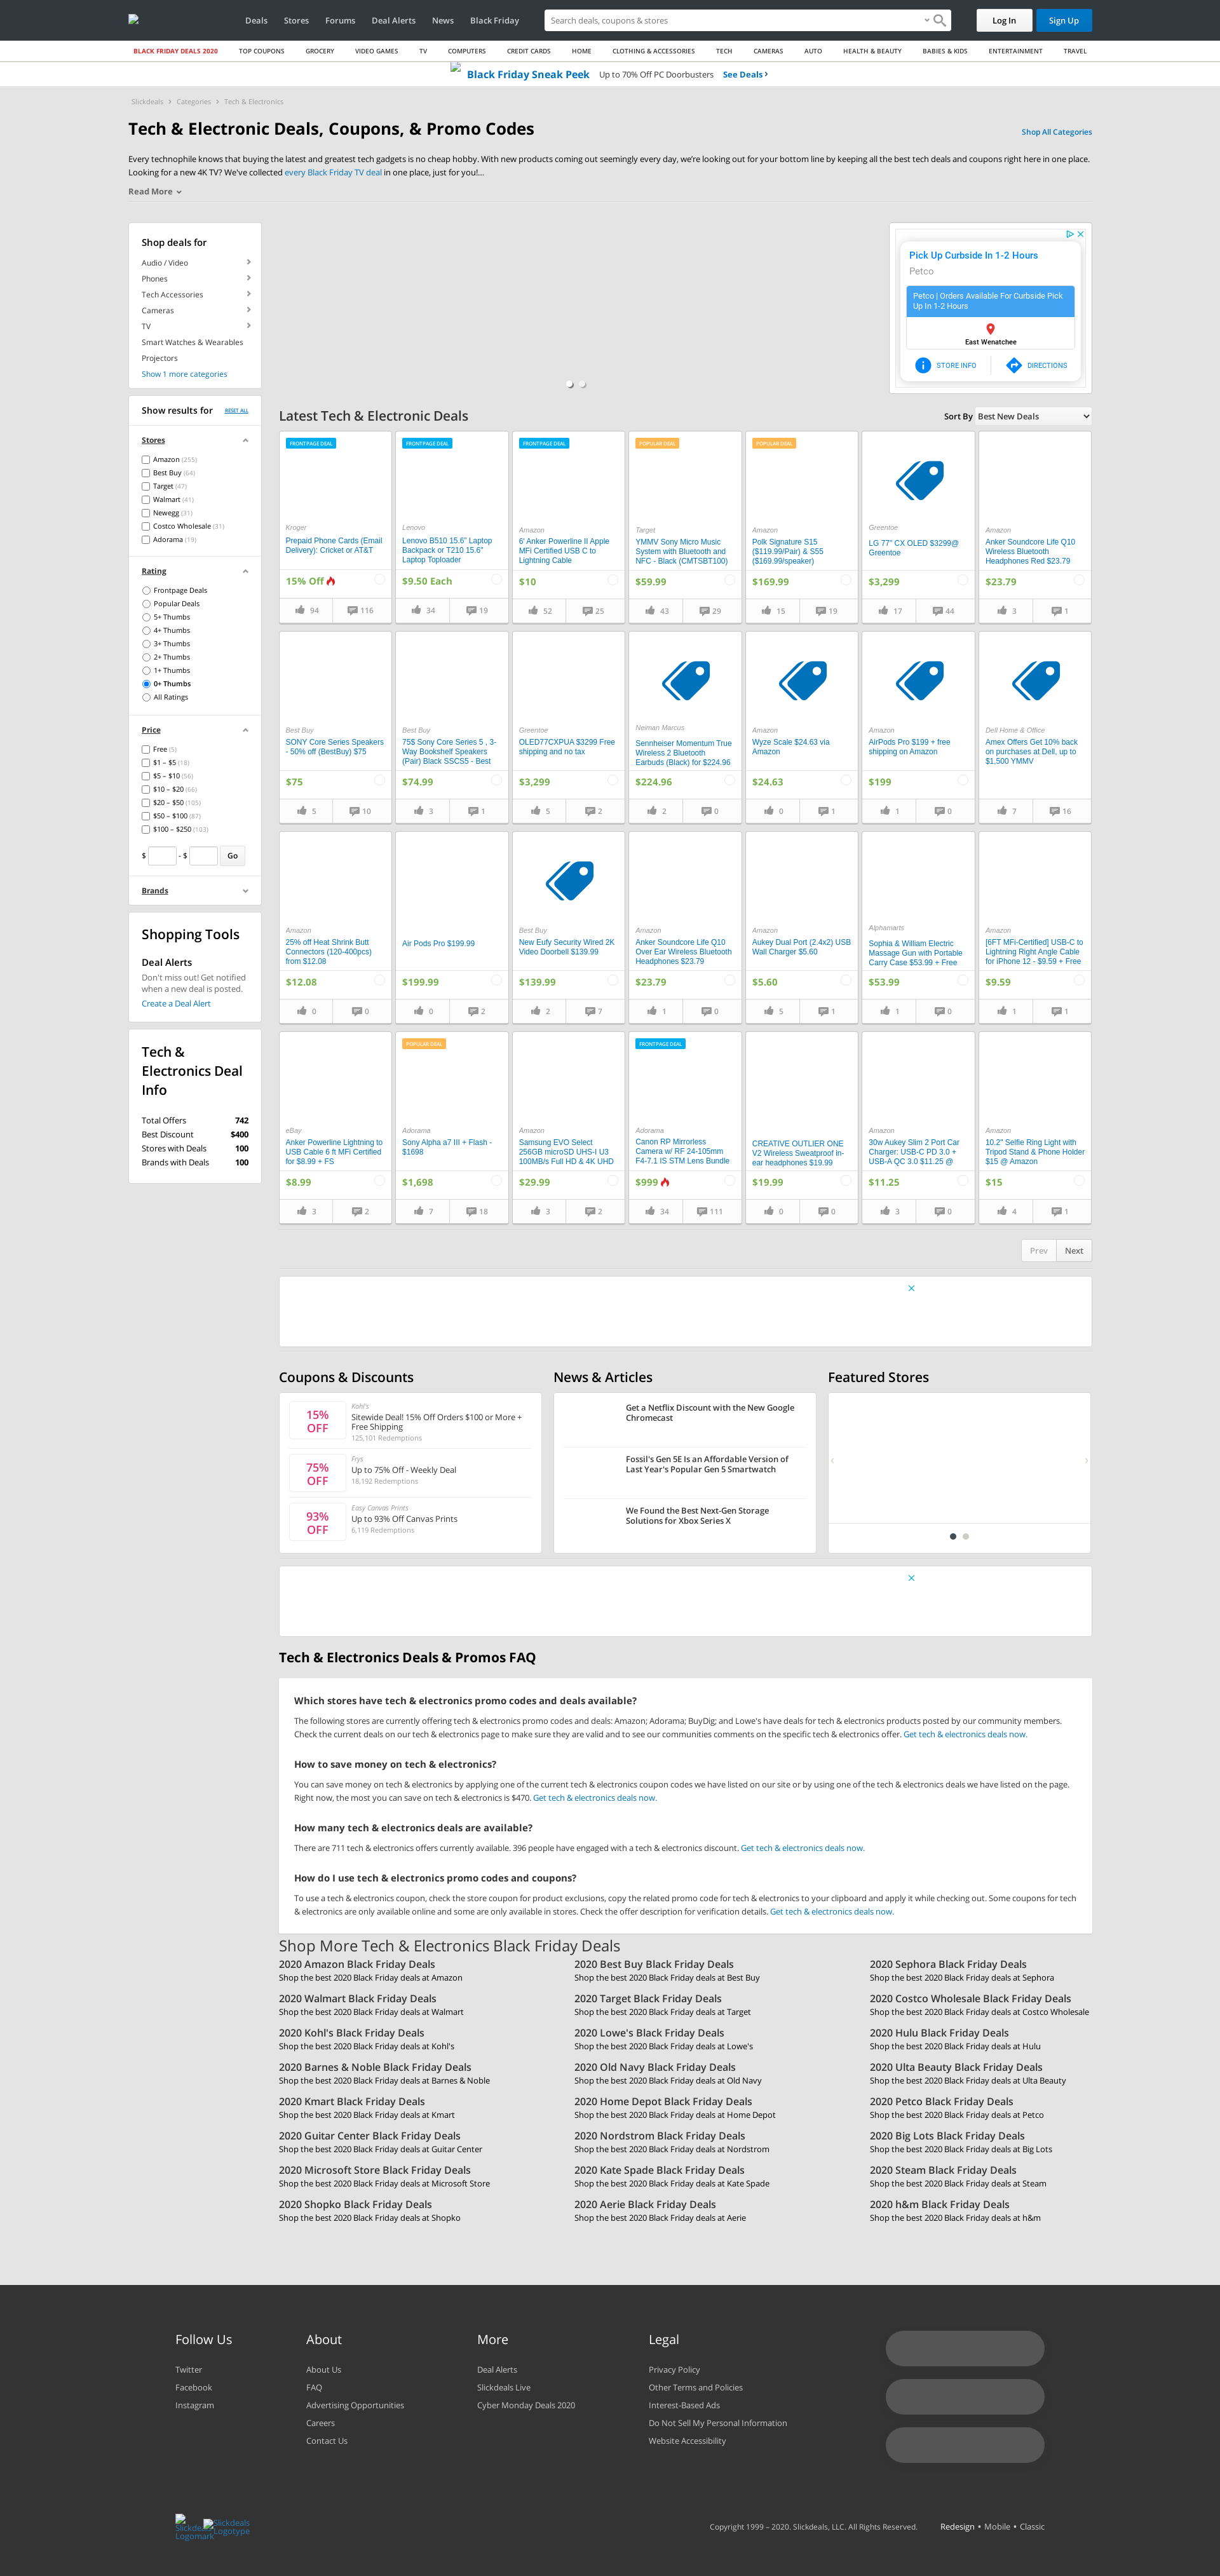 Deals
Stores
Forums
Deal Alerts
News
Black Friday
Search deals, coupons & stores
Log In
Sign Up
BLACK FRIDAY DEALS 2020
TOP COUPONS
GROCERY
VIDEO GAMES
TV
COMPUTERS
CREDIT CARDS
HOME
CLOTHING & ACCESSORIES
TECH
CAMERAS
AUTO
HEALTH & BEAUTY
BABIES & KIDS
ENTERTAINMENT
TRAVEL
Black Friday Sneak Peek Up to 70% Off PC Doorbusters See Deals ›
Slickdeals › Categories › Tech & Electronics
Tech & Electronic Deals, Coupons, & Promo Codes
Shop All Categories
Every technophile knows that buying the latest and greatest tech gadgets is no cheap hobby. With new products coming out seemingly every day, we're looking out for your bottom line by keeping all the best tech deals and coupons right here in one place.
Looking for a new 4K TV? We've collected every Black Friday TV deal in one place, just for you!...
Read More
Shop deals for
Audio / Video
Phones
Tech Accessories
Cameras
TV
Smart Watches & Wearables
Projectors
Show 1 more categories
Pick Up Curbside In 1-2 Hours
Petco
Petco | Orders Available For Curbside Pick
Up In 1-2 Hours
East Wenatchee
STORE INFO
DIRECTIONS
Show results for
RESET ALL
Stores
Amazon (255)
Best Buy (64)
Target (47)
Walmart (41)
Newegg (31)
Costco Wholesale (31)
Adorama (19)
Rating
Frontpage Deals
Popular Deals
5+ Thumbs
4+ Thumbs
3+ Thumbs
2+ Thumbs
1+ Thumbs
0+ Thumbs
All Ratings
Price
Free (5)
$1 – $5 (18)
$5 – $10 (56)
$10 – $20 (66)
$20 – $50 (105)
$50 – $100 (87)
$100 – $250 (103)
$ - $ Go
Brands
Shopping Tools
Deal Alerts
Don't miss out! Get notified
when a new deal is posted.
Create a Deal Alert
Tech &
Electronics Deal
Info
Total Offers 742
Best Discount $400
Stores with Deals 100
Brands with Deals 100
Latest Tech & Electronic Deals
Sort By Best New Deals
FRONTPAGE DEAL
Kroger
Prepaid Phone Cards (Email
Delivery): Cricket or AT&T
15% Off
94 116
FRONTPAGE DEAL
Lenovo
Lenovo B510 15.6" Laptop
Backpack or T210 15.6"
Laptop Toploader
$9.50 Each
34 19
FRONTPAGE DEAL
Amazon
6' Anker Powerline II Apple
MFi Certified USB C to
Lightning Cable
$10
52 25
POPULAR DEAL
Target
YMMV Sony Micro Music
System with Bluetooth and
NFC - Black (CMTSBT100)
$59.99
43 29
POPULAR DEAL
Amazon
Polk Signature S15
($119.99/Pair) & S55
($169.99/speaker)
$169.99
15 19
Greentoe
LG 77" CX OLED $3299@
Greentoe
$3,299
17 44
Amazon
Anker Soundcore Life Q10
Wireless Bluetooth
Headphones Red $23.79
$23.79
3 1
Best Buy
SONY Core Series Speakers
- 50% off (BestBuy) $75
$75
5 10
Best Buy
75$ Sony Core Series 5 , 3-
Way Bookshelf Speakers
(Pair) Black SSCS5 - Best
$74.99
3 1
Greentoe
OLED77CXPUA $3299 Free
shipping and no tax
$3,299
5 2
Neiman Marcus
Sennheiser Momentum True
Wireless 2 Bluetooth
Earbuds (Black) for $224.96
$224.96
2 0
Amazon
Wyze Scale $24.63 via
Amazon
$24.63
0 1
Amazon
AirPods Pro $199 + free
shipping on Amazon
$199
1 0
Dell Home & Office
Amex Offers Get 10% back
on purchases at Dell, up to
$1,500 YMMV
7 16
Amazon
25% off Heat Shrink Butt
Connectors (120-400pcs)
from $12.08
$12.08
0 0
Air Pods Pro $199.99
$199.99
0 2
Best Buy
New Eufy Security Wired 2K
Video Doorbell $139.99
$139.99
2 7
Amazon
Anker Soundcore Life Q10
Over Ear Wireless Bluetooth
Headphones $23.79
$23.79
1 0
Amazon
Aukey Dual Port (2.4x2) USB
Wall Charger $5.60
$5.60
5 1
Alphamarts
Sophia & William Electric
Massage Gun with Portable
Carry Case $53.99 + Free
$53.99
1 0
Amazon
[6FT MFi-Certified] USB-C to
Lightning Right Angle Cable
for iPhone 12 - $9.59 + Free
$9.59
1 1
eBay
Anker Powerline Lightning to
USB Cable 6 ft MFi Certified
for $8.99 + FS
$8.99
3 2
POPULAR DEAL
Adorama
Sony Alpha a7 III + Flash -
$1698
$1,698
7 18
Amazon
Samsung EVO Select
256GB microSD UHS-I U3
100MB/s Full HD & 4K UHD
$29.99
3 2
FRONTPAGE DEAL
Adorama
Canon RP Mirrorless
Camera w/ RF 24-105mm
F4-7.1 IS STM Lens Bundle
$999
34 111
CREATIVE OUTLIER ONE
V2 Wireless Sweatproof in-
ear headphones $19.99
$19.99
0 0
Amazon
30w Aukey Slim 2 Port Car
Charger: USB-C PD 3.0 +
USB-A QC 3.0 $11.25 @
$11.25
3 0
Amazon
10.2" Selfie Ring Light with
Tripod Stand & Phone Holder
$15 @ Amazon
$15
4 1
Prev
Next
Coupons & Discounts
15%
OFF
Kohl's
Sitewide Deal! 15% Off Orders $100 or More +
Free Shipping
125,101 Redemptions
75%
OFF
Frys
Up to 75% Off - Weekly Deal
18,192 Redemptions
93%
OFF
Easy Canvas Prints
Up to 93% Off Canvas Prints
6,119 Redemptions
News & Articles
Get a Netflix Discount with the New Google
Chromecast
Fossil's Gen 5E Is an Affordable Version of
Last Year's Popular Gen 5 Smartwatch
We Found the Best Next-Gen Storage
Solutions for Xbox Series X
Featured Stores
Tech & Electronics Deals & Promos FAQ
Which stores have tech & electronics promo codes and deals available?
The following stores are currently offering tech & electronics promo codes and deals: Amazon; Adorama; BuyDig; and Lowe's have deals for tech & electronics products posted by our community members.
Check the current deals on our tech & electronics page to make sure they are valid and to see our communities comments on the specific tech & electronics offer. Get tech & electronics deals now.
How to save money on tech & electronics?
You can save money on tech & electronics by applying one of the current tech & electronics coupon codes we have listed on our site or by using one of the tech & electronics deals we have listed on the page.
Right now, the most you can save on tech & electronics is $470. Get tech & electronics deals now.
How many tech & electronics deals are available?
There are 711 tech & electronics offers currently available. 396 people have engaged with a tech & electronics discount. Get tech & electronics deals now.
How do I use tech & electronics promo codes and coupons?
To use a tech & electronics coupon, check the store coupon for product exclusions, copy the related promo code for tech & electronics to your clipboard and apply it while checking out. Some coupons for tech
& electronics are only available online and some are only available in stores. Check the offer description for verification details. Get tech & electronics deals now.
Shop More Tech & Electronics Black Friday Deals
2020 Amazon Black Friday Deals
Shop the best 2020 Black Friday deals at Amazon
2020 Best Buy Black Friday Deals
Shop the best 2020 Black Friday deals at Best Buy
2020 Sephora Black Friday Deals
Shop the best 2020 Black Friday deals at Sephora
2020 Walmart Black Friday Deals
Shop the best 2020 Black Friday deals at Walmart
2020 Target Black Friday Deals
Shop the best 2020 Black Friday deals at Target
2020 Costco Wholesale Black Friday Deals
Shop the best 2020 Black Friday deals at Costco Wholesale
2020 Kohl's Black Friday Deals
Shop the best 2020 Black Friday deals at Kohl's
2020 Lowe's Black Friday Deals
Shop the best 2020 Black Friday deals at Lowe's
2020 Hulu Black Friday Deals
Shop the best 2020 Black Friday deals at Hulu
2020 Barnes & Noble Black Friday Deals
Shop the best 2020 Black Friday deals at Barnes & Noble
2020 Old Navy Black Friday Deals
Shop the best 2020 Black Friday deals at Old Navy
2020 Ulta Beauty Black Friday Deals
Shop the best 2020 Black Friday deals at Ulta Beauty
2020 Kmart Black Friday Deals
Shop the best 2020 Black Friday deals at Kmart
2020 Home Depot Black Friday Deals
Shop the best 2020 Black Friday deals at Home Depot
2020 Petco Black Friday Deals
Shop the best 2020 Black Friday deals at Petco
2020 Guitar Center Black Friday Deals
Shop the best 2020 Black Friday deals at Guitar Center
2020 Nordstrom Black Friday Deals
Shop the best 2020 Black Friday deals at Nordstrom
2020 Big Lots Black Friday Deals
Shop the best 2020 Black Friday deals at Big Lots
2020 Microsoft Store Black Friday Deals
Shop the best 2020 Black Friday deals at Microsoft Store
2020 Kate Spade Black Friday Deals
Shop the best 2020 Black Friday deals at Kate Spade
2020 Steam Black Friday Deals
Shop the best 2020 Black Friday deals at Steam
2020 Shopko Black Friday Deals
Shop the best 2020 Black Friday deals at Shopko
2020 Aerie Black Friday Deals
Shop the best 2020 Black Friday deals at Aerie
2020 h&m Black Friday Deals
Shop the best 2020 Black Friday deals at h&m
Follow Us
Twitter
Facebook
Instagram
About
About Us
FAQ
Advertising Opportunities
Careers
Contact Us
More
Deal Alerts
Slickdeals Live
Cyber Monday Deals 2020
Legal
Privacy Policy
Other Terms and Policies
Interest-Based Ads
Do Not Sell My Personal Information
Website Accessibility
Slickdeals
Logomark
Slickdeals
Logotype
Copyright 1999 – 2020. Slickdeals, LLC. All Rights Reserved.
Redesign • Mobile • Classic